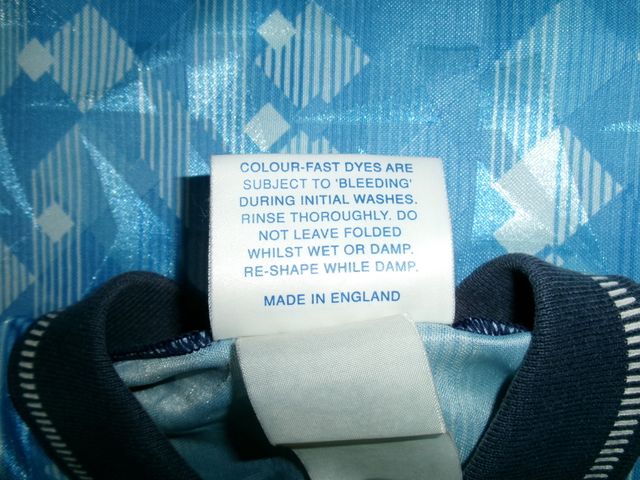 COLOUR-FAST DYES ARE
SUBJECT TO 'BLEEDING'
DURING INITIAL WASHES.
RINSE THOROUGHLY. DO
NOT LEAVE FOLDED
WHILST WET OR DAMP.
RE-SHAPE WHILE DAMP.
MADE IN ENGLAND